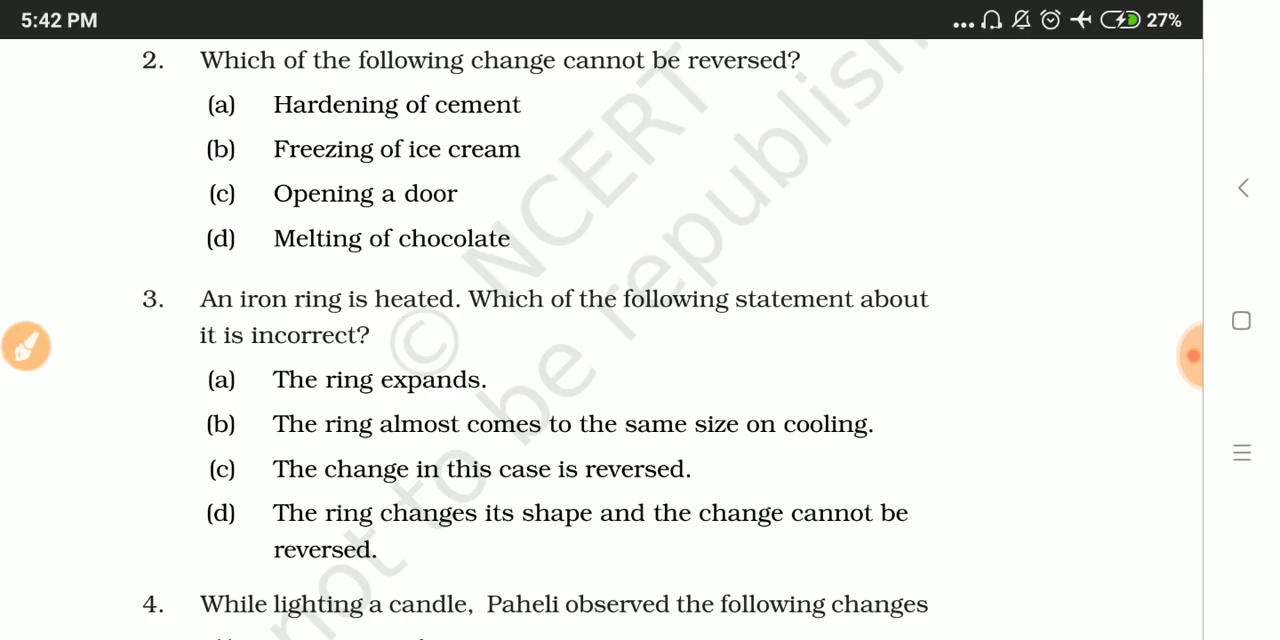 5:42 PM
27%
2. Which of the following change cannot be reversed?
(a) Hardening of cement
(b) Freezing of ice cream
(c) Opening a door
(d) Melting of chocolate
3. An iron ring is heated. Which of the following statement about
it is incorrect?
(a) The ring expands.
(b) The ring almost comes to the same size on cooling.
(c) The change in this case is reversed.
(d) The ring changes its shape and the change cannot be
reversed.
4. While lighting a candle, Paheli observed the following changes
© NCERT
not to be republish